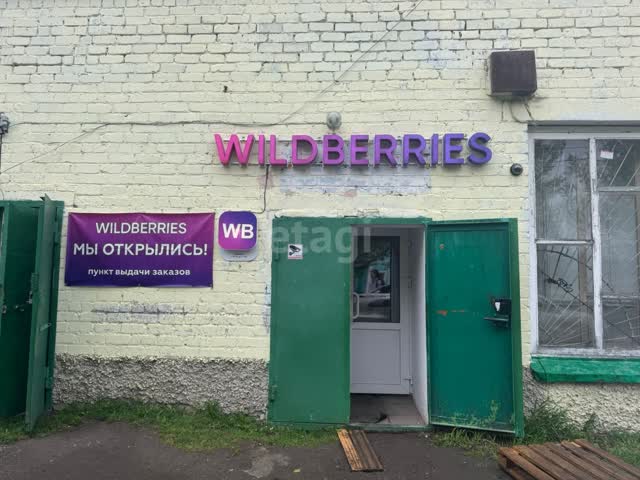 WILDBERRIES
WILDBERRIES
МЫ ОТКРЫЛИСЬ!
пункт выдачи заказов
WB
etagi